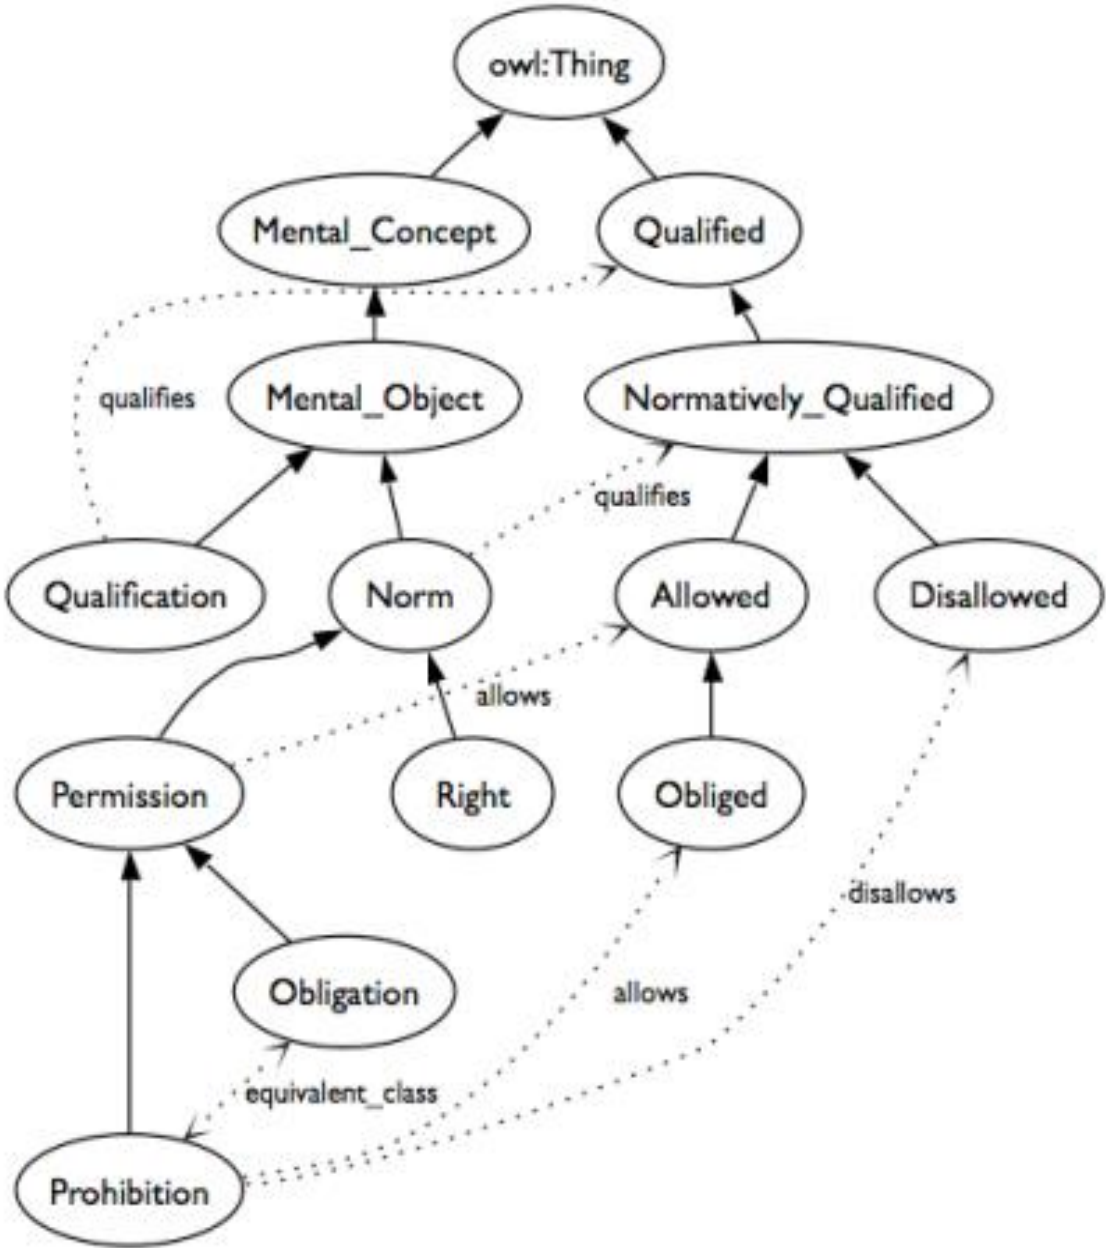 owl:Thing
Mental_Concept
Qualified
qualifies
Mental_Object
Normatively_Qualified
qualifies
Qualification
Norm
Allowed
Disallowed
allows
Permission
Right
Obliged
disallows
Obligation
allows
equivalent_class
Prohibition